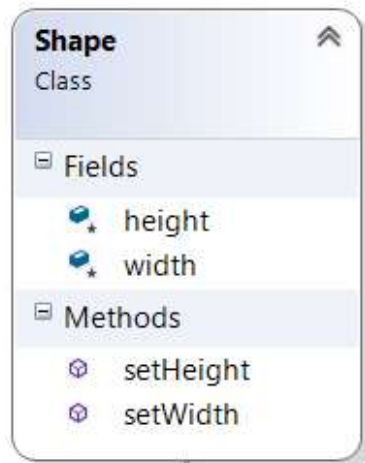 Shape
Class
Fields
height
width
Methods
setHeight
setWidth